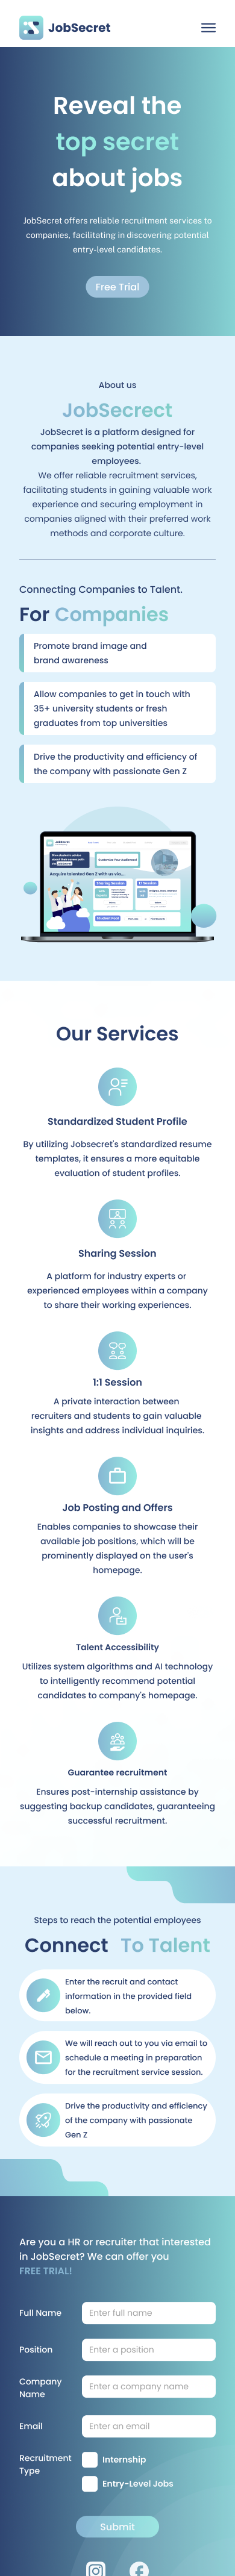 JobSecret
Reveal the
top secret
about jobs
JobSecret offers reliable recruitment services to
companies, facilitating in discovering potential
entry-level candidates.
Free Trial
About us
JobSecrect
JobSecret is a platform designed for
companies seeking potential entry-level
employees.
We offer reliable recruitment services,
facilitating students in gaining valuable work
experience and securing employment in
companies aligned with their preferred work
methods and corporate culture.
Connecting Companies to Talent.
For Companies
Promote brand image and
brand awareness
Allow companies to get in touch with
35+ university students or fresh
graduates from top universities
Drive the productivity and efficiency of
the company with passionate Gen Z
Our Services
Standardized Student Profile
By utilizing Jobsecret's standardized resume
templates, it ensures a more equitable
evaluation of student profiles.
Sharing Session
A platform for industry experts or
experienced employees within a company
to share their working experiences.
1:1 Session
A private interaction between
recruiters and students to gain valuable
insights and address individual inquiries.
Job Posting and Offers
Enables companies to showcase their
available job positions, which will be
prominently displayed on the user's
homepage.
Talent Accessibility
Utilizes system algorithms and AI technology
to intelligently recommend potential
candidates to company's homepage.
Guarantee recruitment
Ensures post-internship assistance by
suggesting backup candidates, guaranteeing
successful recruitment.
Steps to reach the potential employees
Connect To Talent
Enter the recruit and contact
information in the provided field
below.
We will reach out to you via email to
schedule a meeting in preparation
for the recruitment service session.
Drive the productivity and efficiency
of the company with passionate
Gen Z
Are you a HR or recruiter that interested
in JobSecret? We can offer you
FREE TRIAL!
Full Name
Enter full name
Position
Enter a position
Company
Name
Enter a company name
Email
Enter an email
Recruitment
Type
Internship
Entry-Level Jobs
Submit